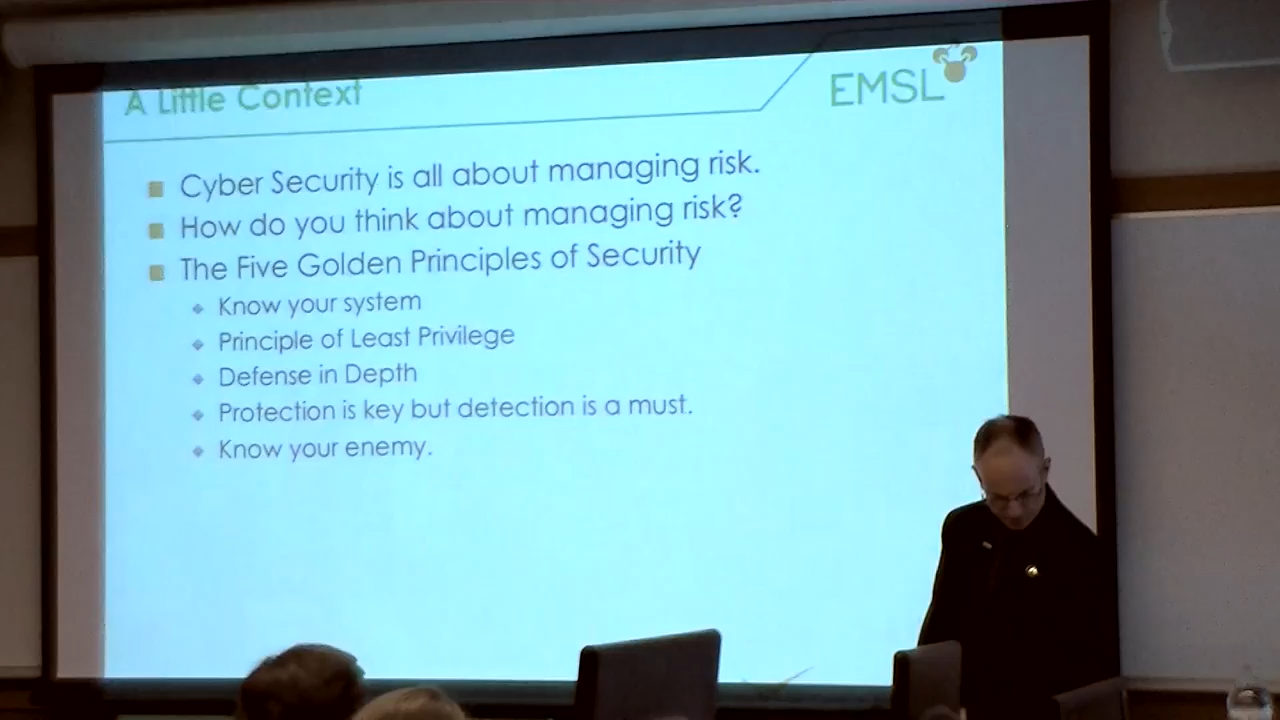 A Little Context
EMSL
Cyber Security is all about managing risk.
How do you think about managing risk?
The Five Golden Principles of Security
Know your system
Principle of Least Privilege
Defense in Depth
Protection is key but detection is a must.
Know your enemy.